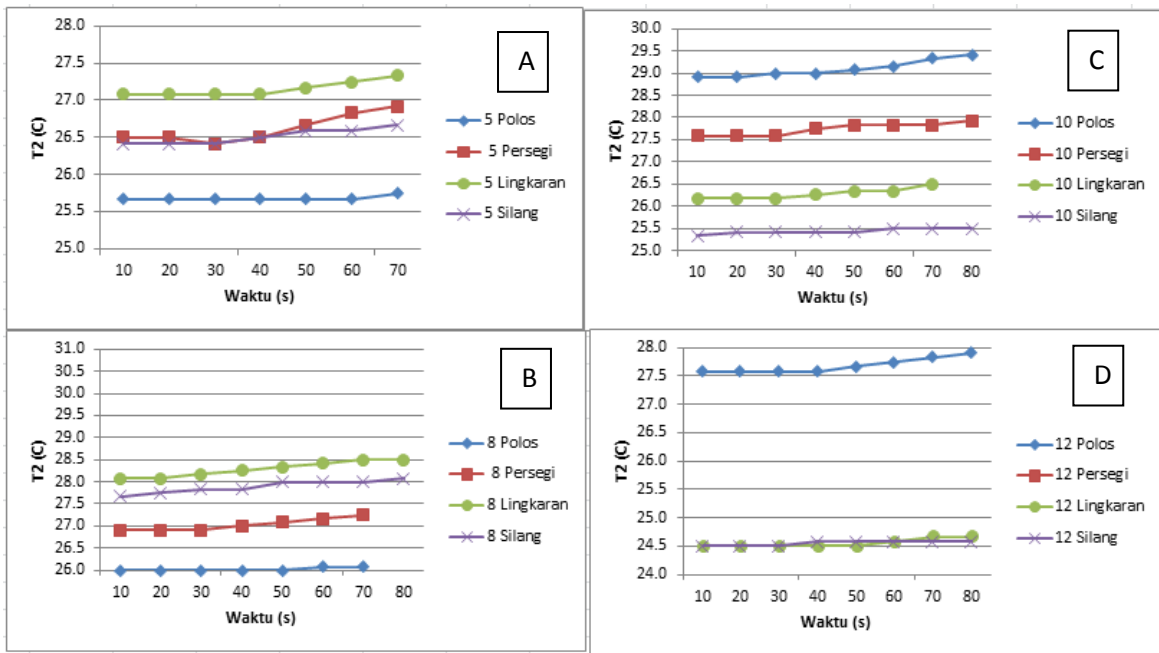 A
28.0
27.5
27.0
26.5
26.0
25.5
25.0
T2 (C)
10 20 30 40 50 60 70
Waktu (s)
5 Polos
5 Persegi
5 Lingkaran
5 Silang
C
30.0
29.5
29.0
28.5
28.0
27.5
27.0
26.5
26.0
25.5
25.0
T2 (C)
10 20 30 40 50 60 70 80
Waktu (s)
10 Polos
10 Persegi
10 Lingkaran
10 Silang
B
31.0
30.5
30.0
29.5
29.0
28.5
28.0
27.5
27.0
26.5
26.0
T2 (C)
10 20 30 40 50 60 70 80
Waktu (s)
8 Polos
8 Persegi
8 Lingkaran
8 Silang
D
28.0
27.5
27.0
26.5
26.0
25.5
25.0
24.5
24.0
T2 (C)
10 20 30 40 50 60 70 80
Waktu (s)
12 Polos
12 Persegi
12 Lingkaran
12 Silang